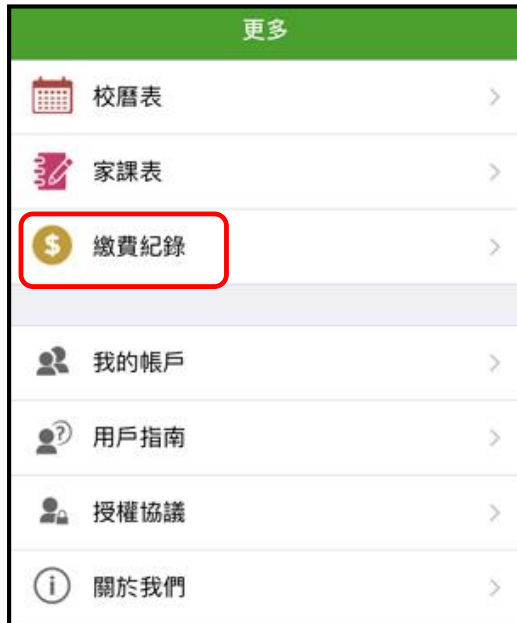 更多
校曆表
家課表
$ 繳費紀錄
我的帳戶
? 用戶指南
授權協議
i 關於我們